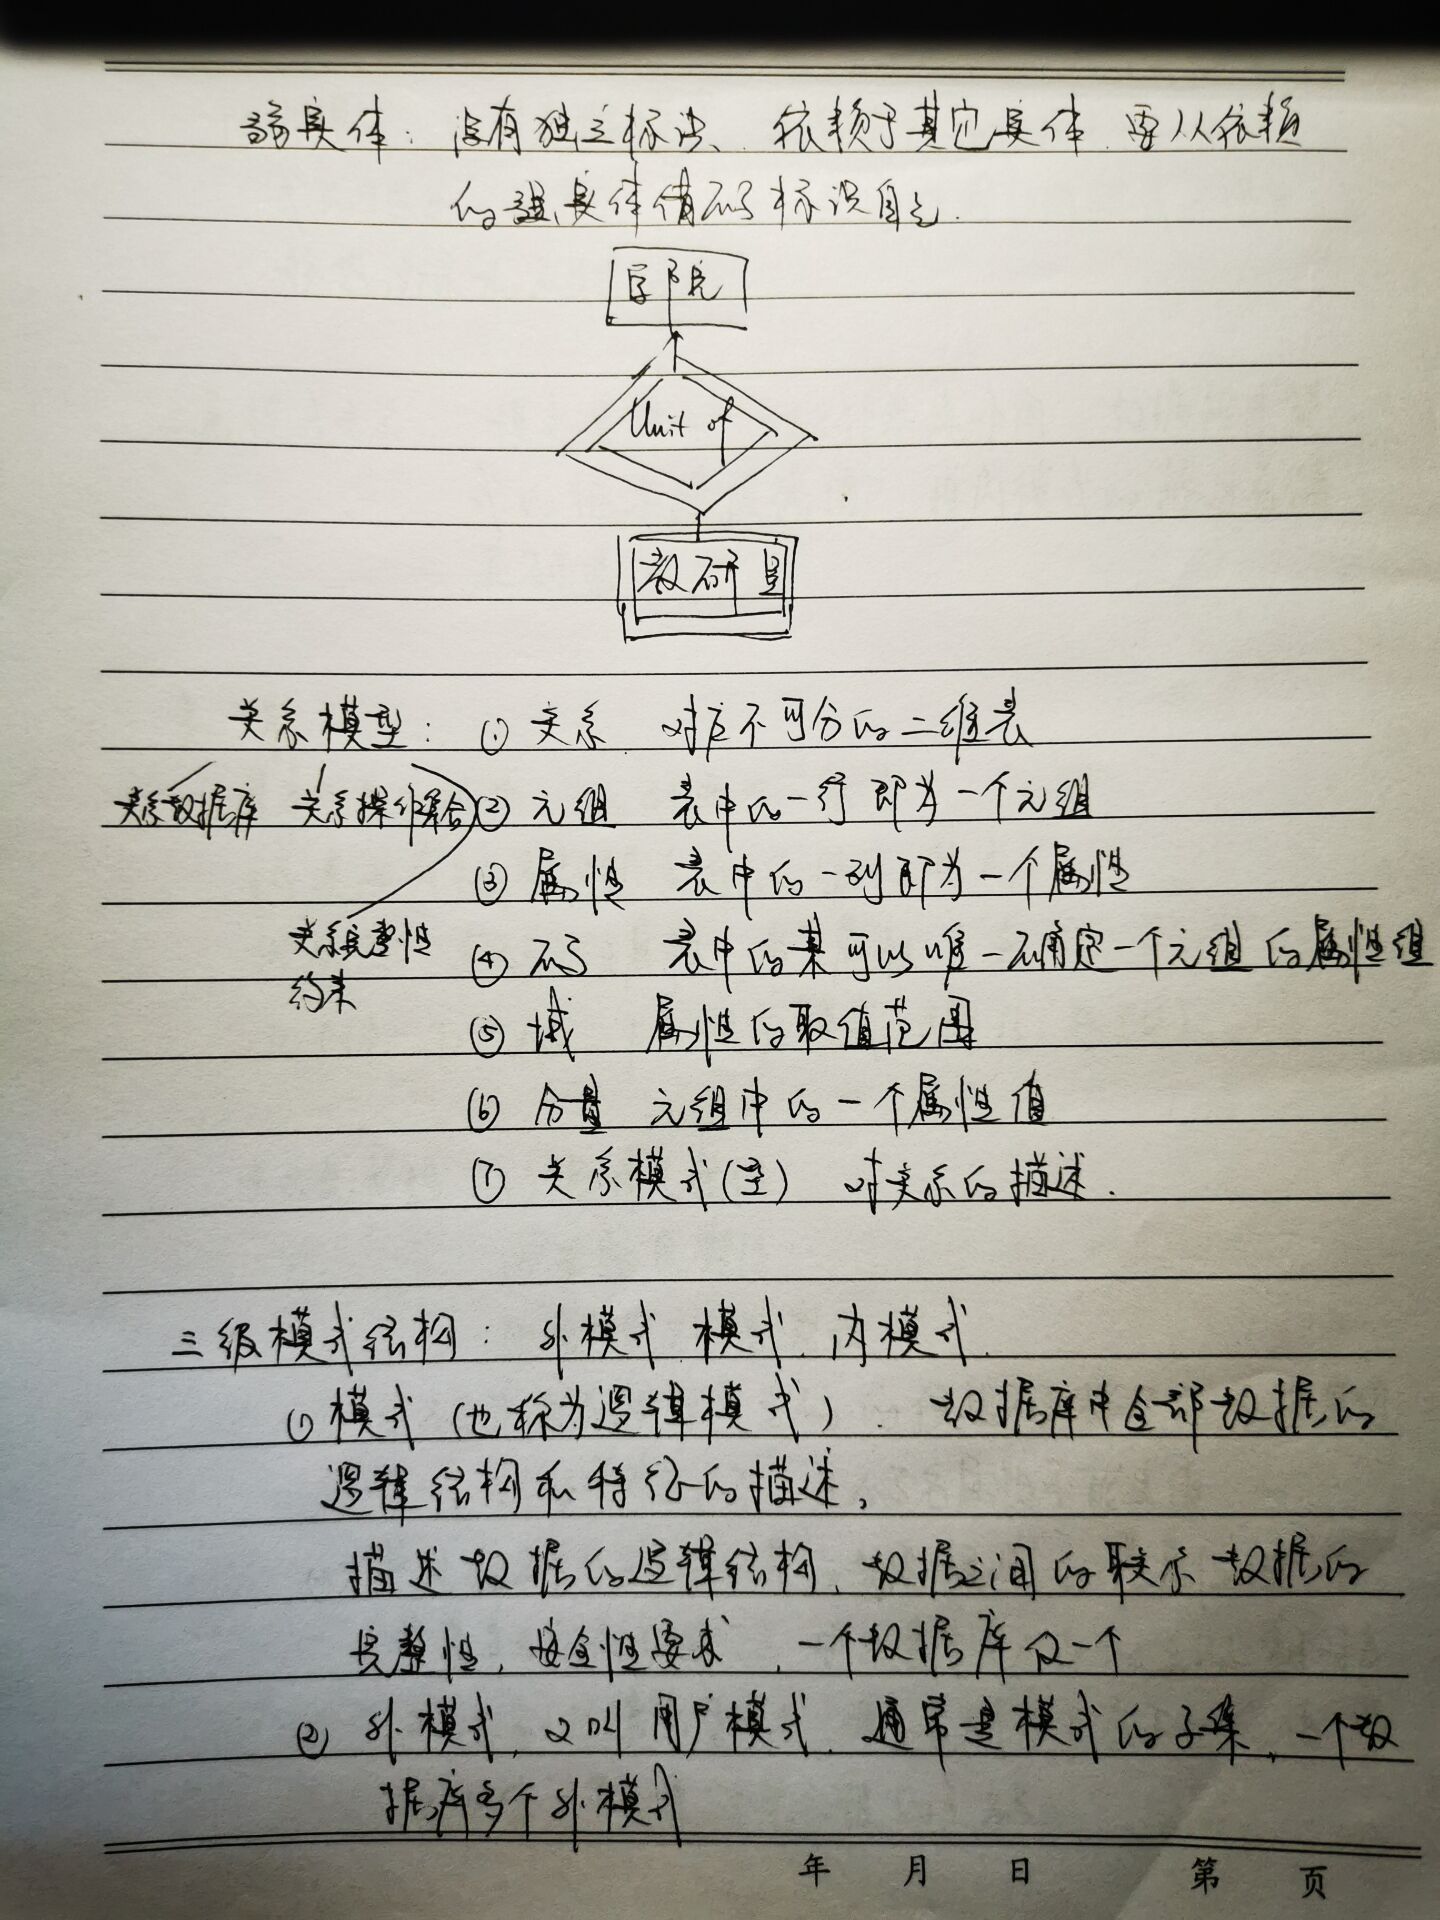 弱实体：没有独立标识、依赖于其它实体、要从依赖
的强实体借码标识自己.
学院
Unit of
教研室
关系模型： ① 关系 对应不可分的二维表
关系数据库 关系操作集合 ② 元组 表中的一行即为一个元组
③ 属性 表中的一列即为一个属性
关系完整性 ④ 码 表中的某可以唯一确定一个元组的属性组
约束
⑤ 域 属性的取值范围
⑥ 分量 元组中的一个属性值
⑦ 关系模式(型) 对关系的描述.
三级模式结构： 外模式 模式、内模式.
① 模式（也称为逻辑模式）. 数据库中全部数据的
逻辑结构和特征的描述,
描述数据的逻辑结构、数据之间的联系 数据的
完整性, 安全性要求, 一个数据库仅一个
② 外模式, 又叫用户模式. 通常是模式的子集、一个数
据库多个外模式
年 月 日 第 页